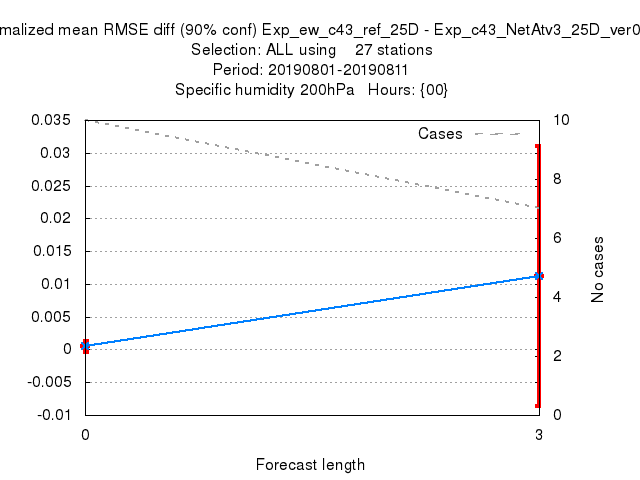 malized mean RMSE diff (90% conf) Exp_ew_c43_ref_25D - Exp_c43_NetAtv3_25D_ver0
Selection: ALL using    27 stations
Period: 20190801-20190811
Specific humidity 200hPa   Hours: {00}
Cases
0.035
0.03
0.025
0.02
0.015
0.01
0.005
0
-0.005
-0.01
10
8
6
4
2
0
No cases
0
3
Forecast length